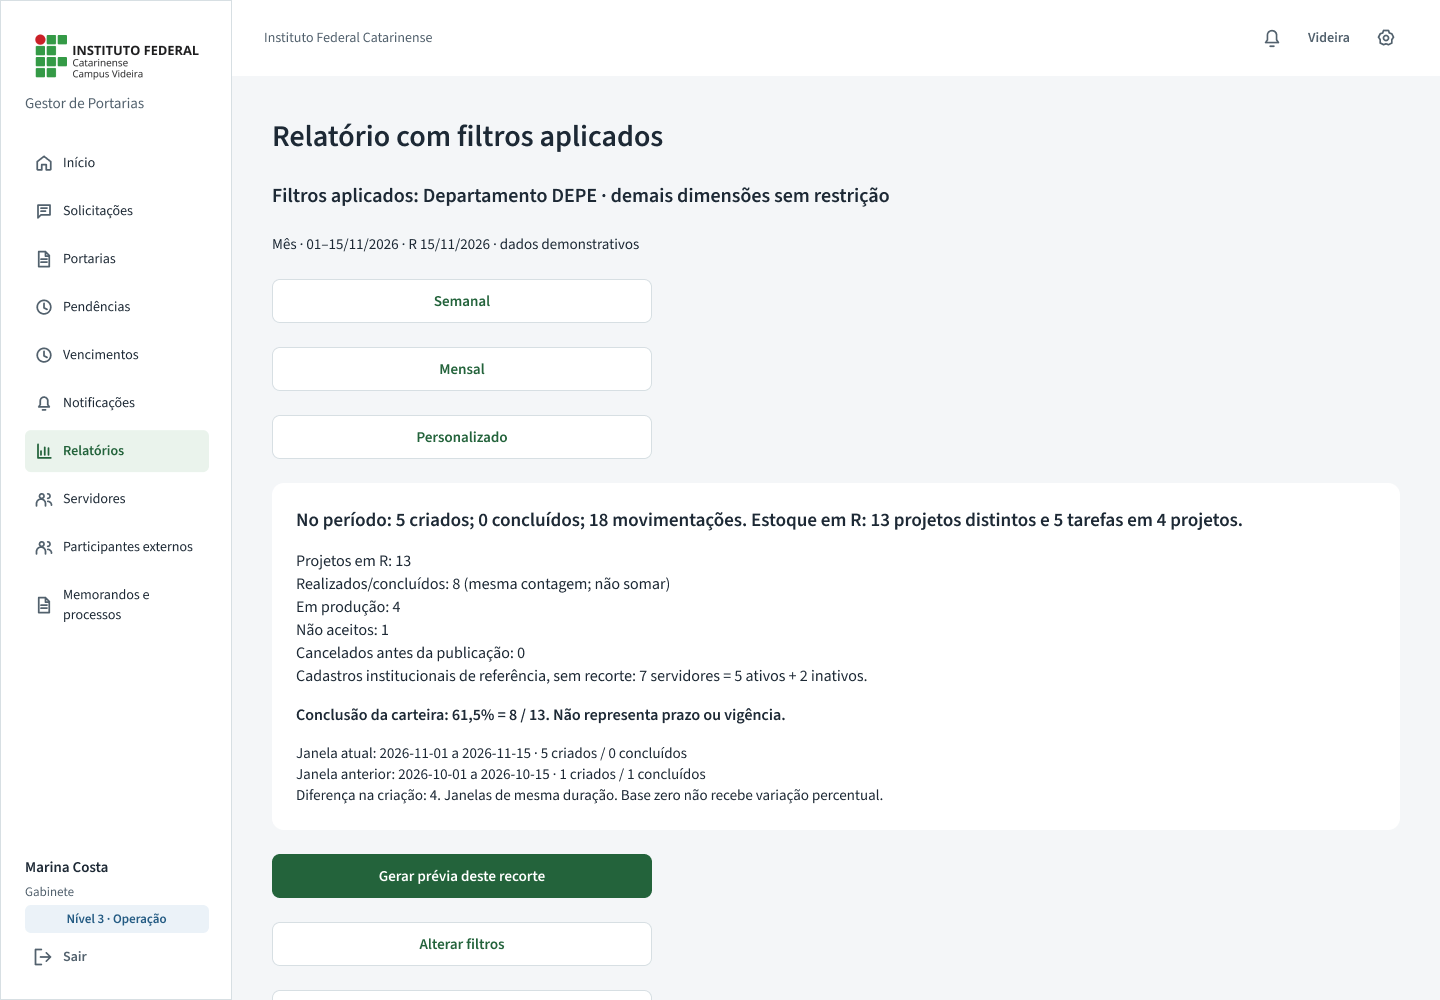 INSTITUTO FEDERAL
Catarinense
Campus Videira
Gestor de Portarias
Início
Solicitações
Portarias
Pendências
Vencimentos
Notificações
Relatórios
Servidores
Participantes externos
Memorandos e
processos
Marina Costa
Gabinete
Nível 3 · Operação
Sair
Instituto Federal Catarinense
Videira
Relatório com filtros aplicados
Filtros aplicados: Departamento DEPE · demais dimensões sem restrição
Mês · 01–15/11/2026 · R 15/11/2026 · dados demonstrativos
Semanal
Mensal
Personalizado
No período: 5 criados; 0 concluídos; 18 movimentações. Estoque em R: 13 projetos distintos e 5 tarefas em 4 projetos.
Projetos em R: 13
Realizados/concluídos: 8 (mesma contagem; não somar)
Em produção: 4
Não aceitos: 1
Cancelados antes da publicação: 0
Cadastros institucionais de referência, sem recorte: 7 servidores = 5 ativos + 2 inativos.
Conclusão da carteira: 61,5% = 8 / 13. Não representa prazo ou vigência.
Janela atual: 2026-11-01 a 2026-11-15 · 5 criados / 0 concluídos
Janela anterior: 2026-10-01 a 2026-10-15 · 1 criados / 1 concluídos
Diferença na criação: 4. Janelas de mesma duração. Base zero não recebe variação percentual.
Gerar prévia deste recorte
Alterar filtros